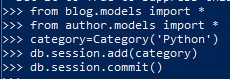 >>> from blog.models import *
>>> from author.models import *
>>> category=Category('Python')
>>> db.session.add(category)
>>> db.session.commit()